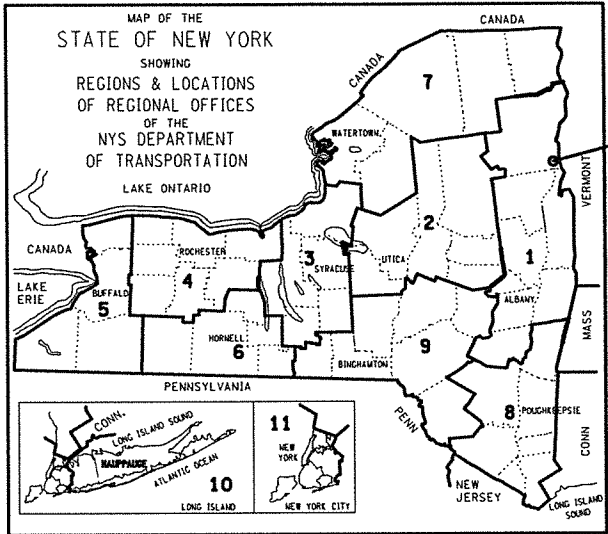 MAP OF THE
STATE OF NEW YORK
SHOWING
REGIONS & LOCATIONS
OF REGIONAL OFFICES
OF THE
NYS DEPARTMENT
OF TRANSPORTATION
LAKE ONTARIO
CANADA
CANADA
7
WATERTOWN.
VERMONT
2
1
CANADA
ROCHESTER
3
SYRACUSE
UTICA
4
LAKE
ERIE
BUFFALO
5
ALBANY
MASS
HORNELL
6
BINGHAMTON
9
PENNSYLVANIA
8
POUGHKEEPSIE
PENN
CONN
NEW
JERSEY
LONG ISLAND
SOUND
CONN.
LONG ISLAND SOUND
HAUPPAUGE
ATLANTIC OCEAN
10
LONG ISLAND
11
NEW
YORK
NEW YORK CITY